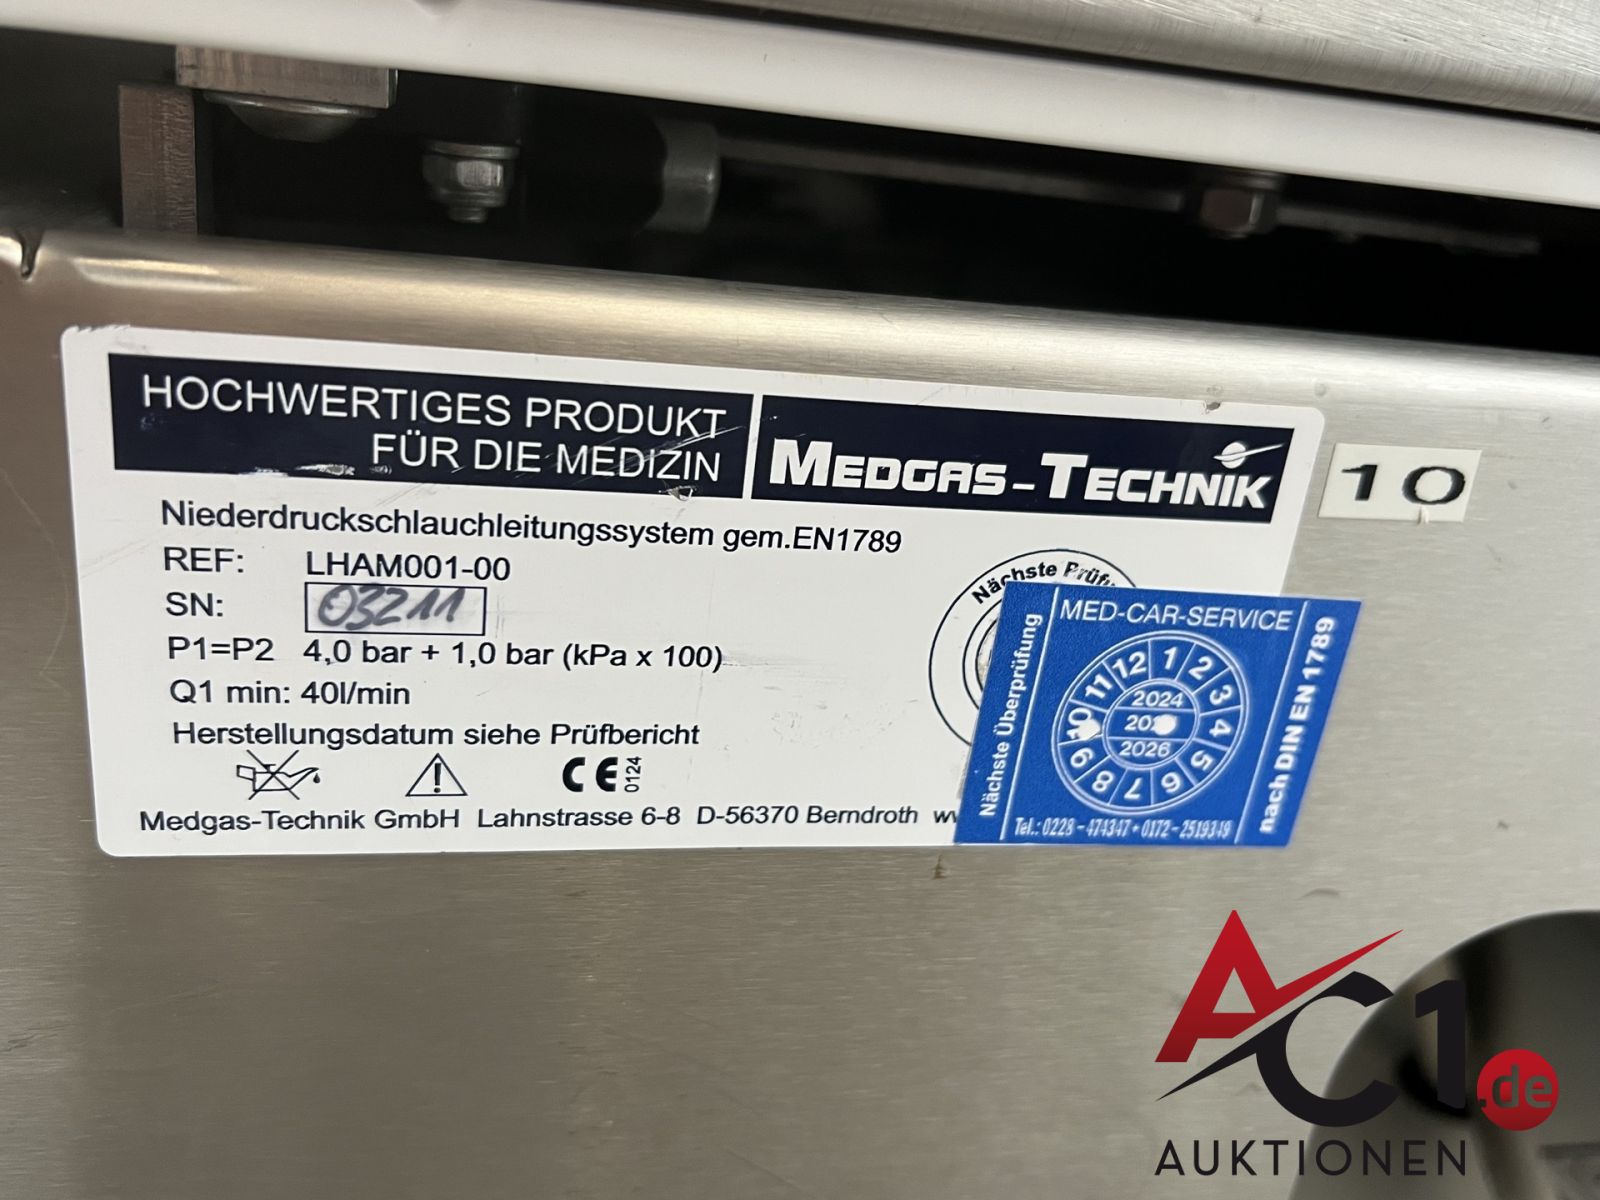 HOCHWERTIGES PRODUKT
FÜR DIE MEDIZIN
MEDGAS-TECHNIK
10
Niederdruckschlauchleitungssystem gem.EN1789
REF: LHAM001-00
SN: 03211
P1=P2 4,0 bar + 1,0 bar (kPa x 100)
Q1 min: 40l/min
Herstellungsdatum siehe Prüfbericht
CE 0124
Medgas-Technik GmbH Lahnstrasse 6-8 D-56370 Berndroth
Nächste
MED-CAR-SERVICE
Nächste Überprüfung
nach DIN EN 1789
1 2 3 4 5 6 7 8 9 10 11 12
2024
2026
Tel.: 0228-474347+0172-2519349
AC1.de
AUKTIONEN